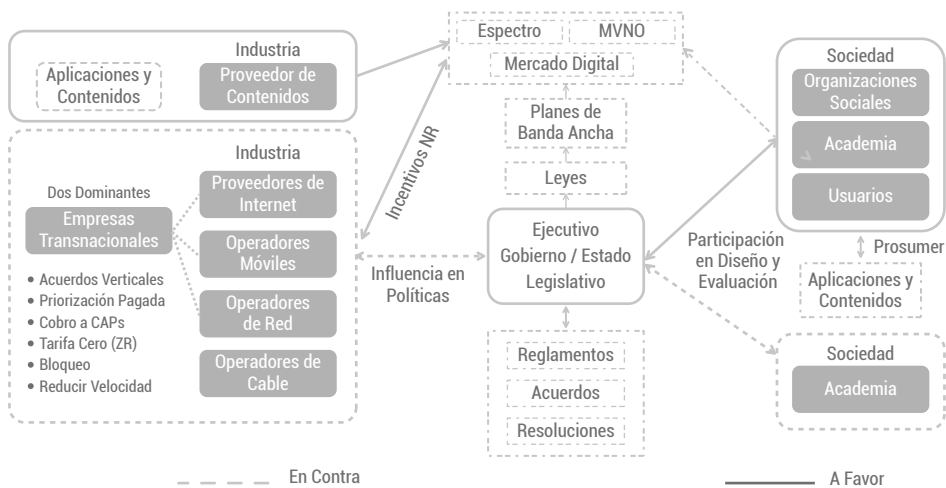 Industria
Aplicaciones y
Contenidos
Proveedor de
Contenidos
Industria
Dos Dominantes
Empresas
Transnacionales
• Acuerdos Verticales
• Priorización Pagada
• Cobro a CAPs
• Tarifa Cero (ZR)
• Bloqueo
• Reducir Velocidad
Proveedores de
Internet
Operadores
Móviles
Operadores
de Red
Operadores de
Cable
Incentivos NR
Influencia en
Políticas
Espectro
MVNO
Mercado Digital
Planes de
Banda Ancha
Leyes
Ejecutivo
Gobierno / Estado
Legislativo
Reglamentos
Acuerdos
Resoluciones
Participación
en Diseño y
Evaluación
Sociedad
Organizaciones
Sociales
Academia
Usuarios
Prosumer
Aplicaciones y
Contenidos
Sociedad
Academia
En Contra
A Favor